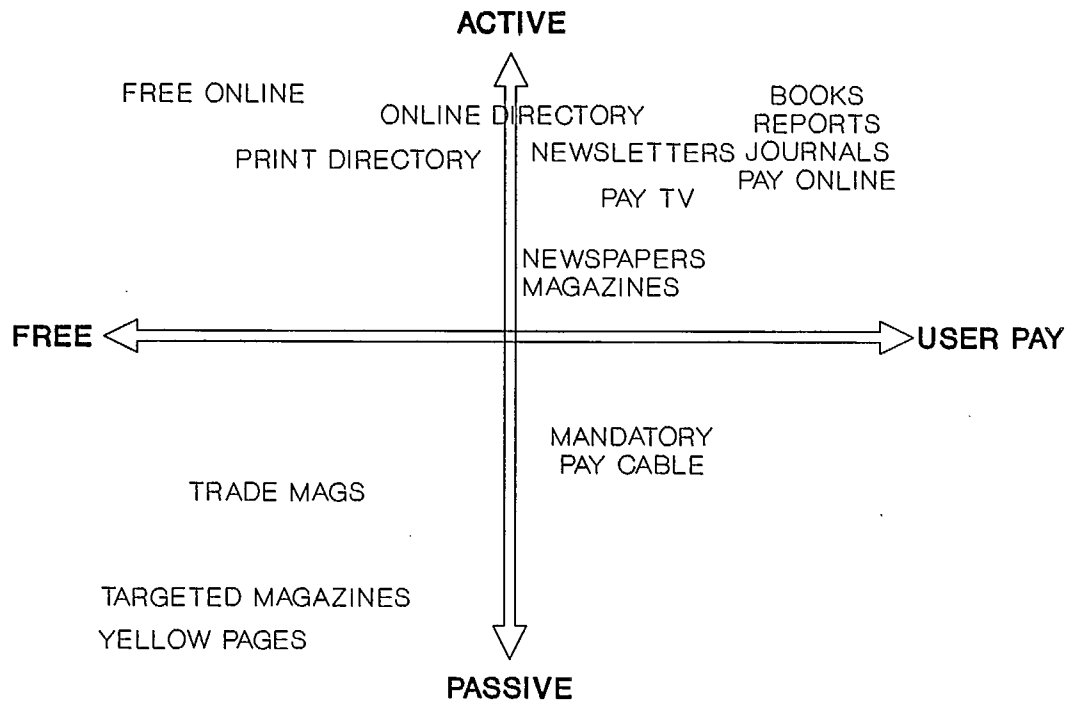 ACTIVE
FREE ONLINE
BOOKS
ONLINE DIRECTORY
REPORTS
PRINT DIRECTORY
NEWSLETTERS
JOURNALS
PAY ONLINE
PAY TV
NEWSPAPERS
MAGAZINES
FREE
USER PAY
MANDATORY
PAY CABLE
TRADE MAGS
TARGETED MAGAZINES
YELLOW PAGES
PASSIVE